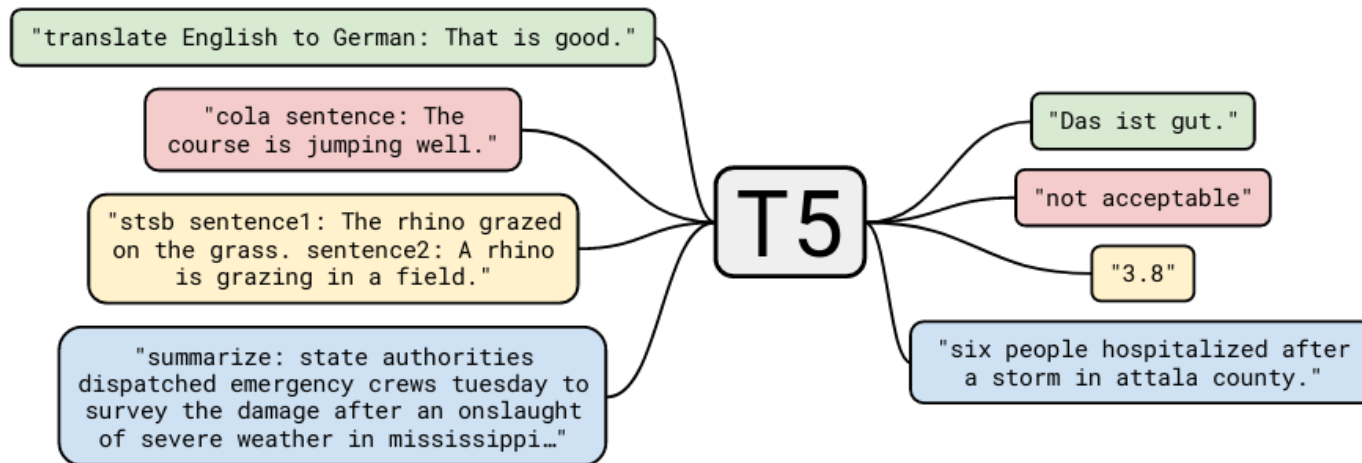 "translate English to German: That is good."
"cola sentence: The
course is jumping well."
"stsb sentence1: The rhino grazed
on the grass. sentence2: A rhino
is grazing in a field."
"summarize: state authorities
dispatched emergency crews tuesday to
survey the damage after an onslaught
of severe weather in mississippi…"
T5
"Das ist gut."
"not acceptable"
"3.8"
"six people hospitalized after
a storm in attala county."